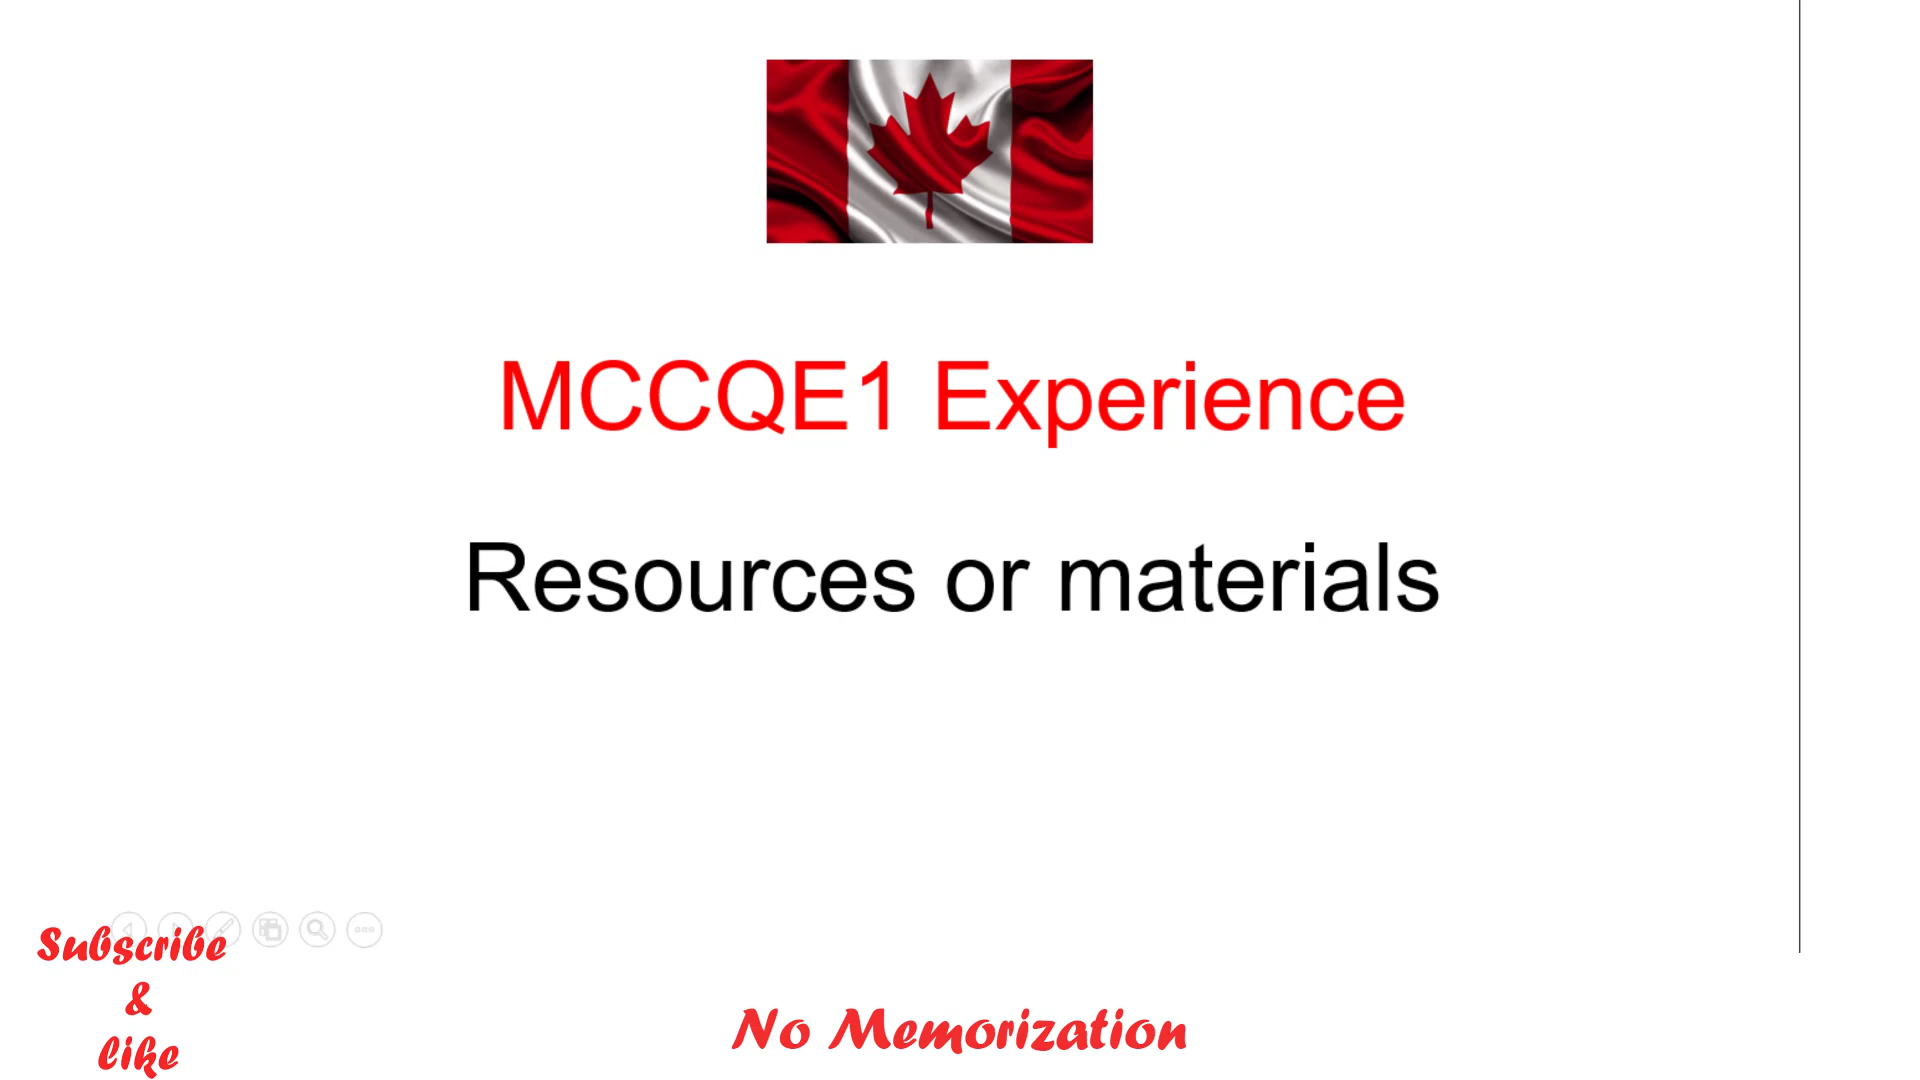 MCCQE1 Experience
Resources or materials
Subscribe
&
like
No Memorization